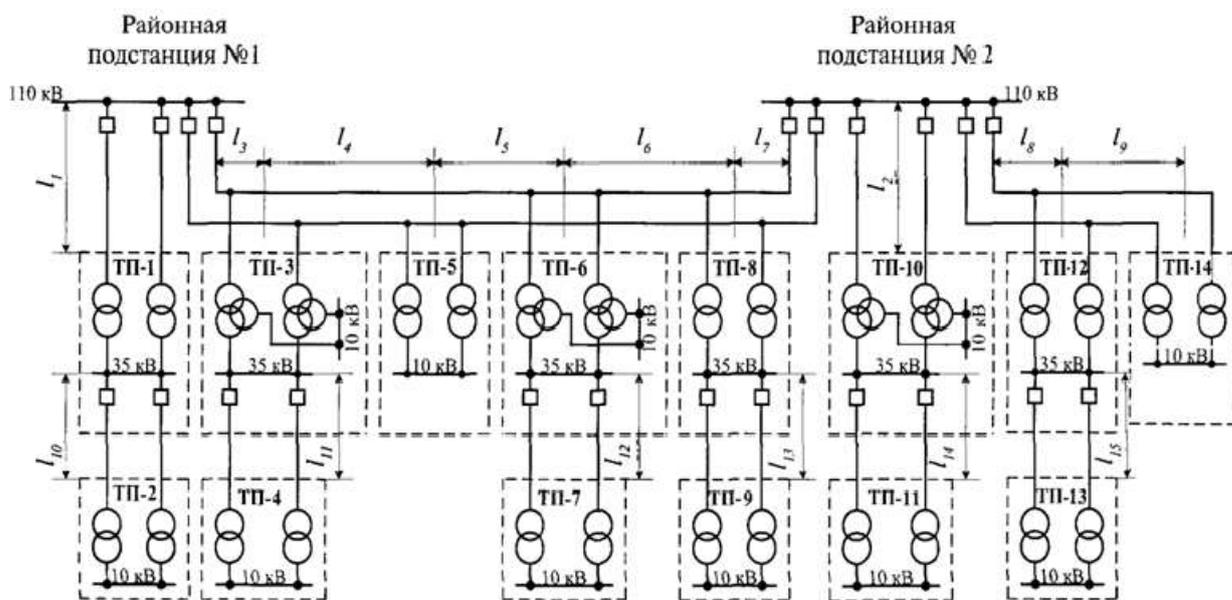 Районная
подстанция №1
Районная
подстанция № 2
110 кВ
110 кВ
l3
l4
l5
l6
l7
l8
l9
l1
l2
ТП-1
ТП-3
ТП-5
ТП-6
ТП-8
ТП-10
ТП-12
ТП-14
10 кВ
10 кВ
10 кВ
35 кВ
35 кВ
10 кВ
35 кВ
35 кВ
35 кВ
35 кВ
10 кВ
l10
l11
l12
l13
l14
l15
ТП-2
ТП-4
ТП-7
ТП-9
ТП-11
ТП-13
10 кВ
10 кВ
10 кВ
10 кВ
10 кВ
10 кВ